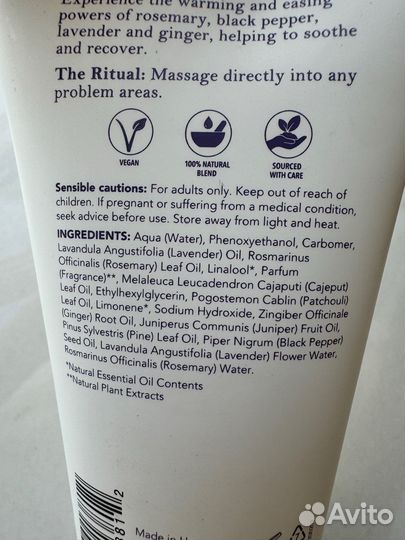 Experience the warming and easing
powers of rosemary, black pepper,
lavender and ginger, helping to soothe
and recover.
The Ritual: Massage directly into any
problem areas.
VEGAN
100% NATURAL
BLEND
SOURCED
WITH CARE
Sensible cautions: For adults only. Keep out of reach of
children. If pregnant or suffering from a medical condition,
seek advice before use. Store away from light and heat.
INGREDIENTS: Aqua (Water), Phenoxyethanol, Carbomer,
Lavandula Angustifolia (Lavender) Oil, Rosmarinus
Officinalis (Rosemary) Leaf Oil, Linalool*, Parfum
(Fragrance)**, Melaleuca Leucadendron Cajaputi (Cajeput)
Leaf Oil, Ethylhexylglycerin, Pogostemon Cablin (Patchouli)
Leaf Oil, Limonene*, Sodium Hydroxide, Zingiber Officinale
(Ginger) Root Oil, Juniperus Communis (Juniper) Fruit Oil,
Pinus Sylvestris (Pine) Leaf Oil, Piper Nigrum (Black Pepper)
Seed Oil, Lavandula Angustifolia (Lavender) Flower Water,
Rosmarinus Officinalis (Rosemary) Water.
*Natural Essential Oil Contents
**Natural Plant Extracts
Made in
Avito